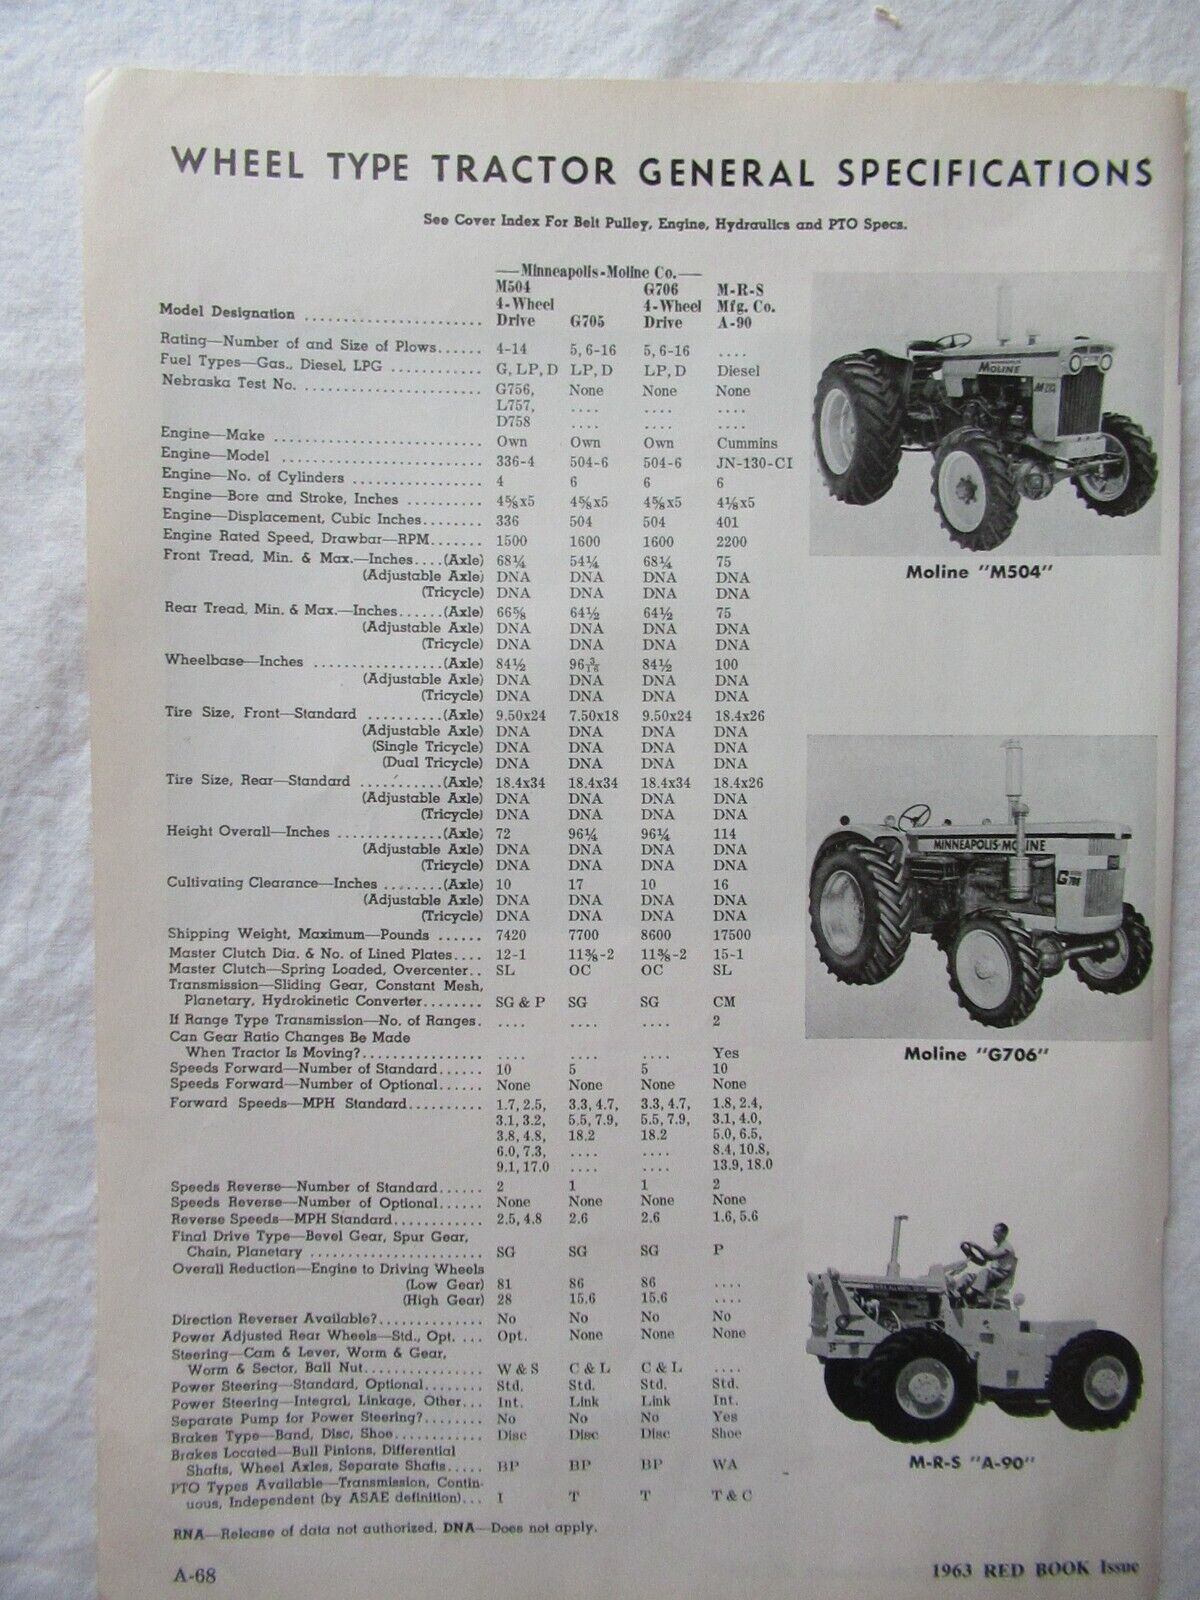 WHEEL TYPE TRACTOR GENERAL SPECIFICATIONS
See Cover Index For Belt Pulley, Engine, Hydraulics and PTO Specs.
—Minneapolis-Moline Co.—
M504 G706 M-R-S
4-Wheel 4-Wheel Mfg. Co.
Model Designation ....................... Drive G705 Drive A-90
Rating—Number of and Size of Plows...... 4-14 5, 6-16 5, 6-16 ....
Fuel Types—Gas., Diesel, LPG ............ G, LP, D LP, D LP, D Diesel
Nebraska Test No. ....................... G756, None None None
L757, .... .... ....
D758 .... .... ....
Engine—Make ........................... Own Own Own Cummins
Engine—Model .......................... 336-4 504-6 504-6 JN-130-CI
Engine—No. of Cylinders ................. 4 6 6 6
Engine—Bore and Stroke, Inches .......... 4⅝x5 4⅝x5 4⅝x5 4⅛x5
Engine—Displacement, Cubic Inches........ 336 504 504 401
Engine Rated Speed, Drawbar—RPM....... 1500 1600 1600 2200
Front Tread, Min. & Max.—Inches....(Axle) 68¼ 54¼ 68¼ 75
(Adjustable Axle) DNA DNA DNA DNA
(Tricycle) DNA DNA DNA DNA
Rear Tread, Min. & Max.—Inches......(Axle) 66⅝ 64½ 64½ 75
(Adjustable Axle) DNA DNA DNA DNA
(Tricycle) DNA DNA DNA DNA
Wheelbase—Inches .................(Axle) 84½ 96 3/16 84½ 100
(Adjustable Axle) DNA DNA DNA DNA
(Tricycle) DNA DNA DNA DNA
Tire Size, Front—Standard ..........(Axle) 9.50x24 7.50x18 9.50x24 18.4x26
(Adjustable Axle) DNA DNA DNA DNA
(Single Tricycle) DNA DNA DNA DNA
(Dual Tricycle) DNA DNA DNA DNA
Tire Size, Rear—Standard ...........(Axle) 18.4x34 18.4x34 18.4x34 18.4x26
(Adjustable Axle) DNA DNA DNA DNA
(Tricycle) DNA DNA DNA DNA
Height Overall—Inches ..............(Axle) 72 96¼ 96¼ 114
(Adjustable Axle) DNA DNA DNA DNA
(Tricycle) DNA DNA DNA DNA
Cultivating Clearance—Inches ........(Axle) 10 17 10 16
(Adjustable Axle) DNA DNA DNA DNA
(Tricycle) DNA DNA DNA DNA
Shipping Weight, Maximum—Pounds ...... 7420 7700 8600 17500
Master Clutch Dia. & No. of Lined Plates.... 12-1 11⅜-2 11⅜-2 15-1
Master Clutch—Spring Loaded, Overcenter.. SL OC OC SL
Transmission—Sliding Gear, Constant Mesh,
Planetary, Hydrokinetic Converter........ SG & P SG SG CM
If Range Type Transmission—No. of Ranges. .... .... .... 2
Can Gear Ratio Changes Be Made
When Tractor Is Moving?................ .... .... .... Yes
Speeds Forward—Number of Standard...... 10 5 5 10
Speeds Forward—Number of Optional...... None None None None
Forward Speeds—MPH Standard.......... 1.7, 2.5, 3.3, 4.7, 3.3, 4.7, 1.8, 2.4,
3.1, 3.2, 5.5, 7.9, 5.5, 7.9, 3.1, 4.0,
3.8, 4.8, 18.2 18.2 5.0, 6.5,
6.0, 7.3, .... .... 8.4, 10.8,
9.1, 17.0 .... .... 13.9, 18.0
Speeds Reverse—Number of Standard...... 2 1 1 2
Speeds Reverse—Number of Optional...... None None None None
Reverse Speeds—MPH Standard............ 2.5, 4.8 2.6 2.6 1.6, 5.6
Final Drive Type—Bevel Gear, Spur Gear,
Chain, Planetary ...................... SG SG SG P
Overall Reduction—Engine to Driving Wheels
(Low Gear) 81 86 86 ....
(High Gear) 28 15.6 15.6 ....
Direction Reverser Available?.............. No No No No
Power Adjusted Rear Wheels—Std., Opt. ... Opt. None None None
Steering—Cam & Lever, Worm & Gear,
Worm & Sector, Ball Nut............... W & S C & L C & L ....
Power Steering—Standard, Optional........ Std. Std. Std. Std.
Power Steering—Integral, Linkage, Other... Int. Link Link Int.
Separate Pump for Power Steering?........ No No No Yes
Brakes Type—Band, Disc, Shoe........... Disc Disc Disc Shoe
Brakes Located—Bull Pinions, Differential
Shafts, Wheel Axles, Separate Shafts..... BP BP BP WA
PTO Types Available—Transmission, Contin-
uous, Independent (by ASAE definition)... I T T T & C
RNA—Release of data not authorized. DNA—Does not apply.
A-68
1963 RED BOOK Issue
MOLINE
Moline "M504"
MINNEAPOLIS-MOLINE
G 706
Moline "G706"
M-R-S "A-90"